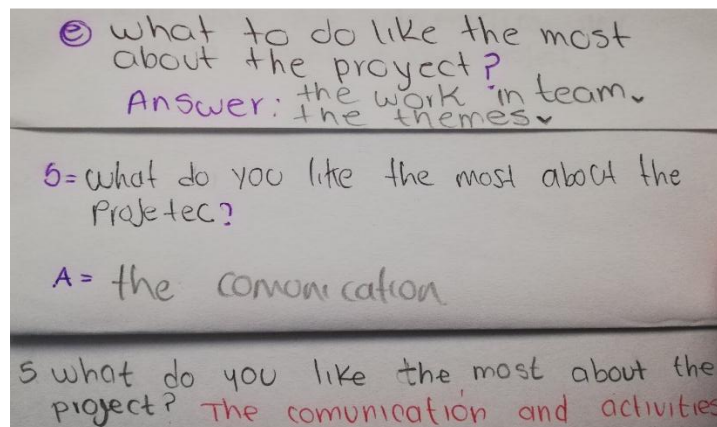 e what to do like the most
about the proyect?
Answer: the work in team.
the themes
5= what do you like the most about the
Projetec?
A= the comonication
5 what do you like the most about the
project? The comunication and activities